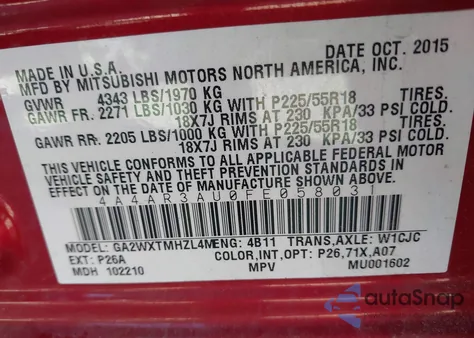 MADE IN U.S.A. DATE OCT. 2015
MFD BY MITSUBISHI MOTORS NORTH AMERICA, INC.
GVWR 4343 LBS/1970 KG
GAWR FR. 2271 LBS/1030 KG WITH P225/55R18 TIRES.
18X7J RIMS AT 230 KPA/33 PSI COLD.
GAWR RR. 2205 LBS/1000 KG WITH P225/55R18 TIRES.
18X7J RIMS AT 230 KPA/33 PSI COLD.
THIS VEHICLE CONFORMS TO ALL APPLICABLE FEDERAL MOTOR
VEHICLE SAFETY AND THEFT PREVENTION STANDARDS IN EFFECT
ON THE DATE OF MANUFACTURE SHOWN ABOVE.
4A4AR3AU0FE058031
MODEL: GA2WXTMHZL4M ENG: 4B11 TRANS,AXLE: W1CJC
EXT: P26A COLOR,INT,OPT: P26,71X,A07
MDH 102210 MPV MU001602
autoSnap